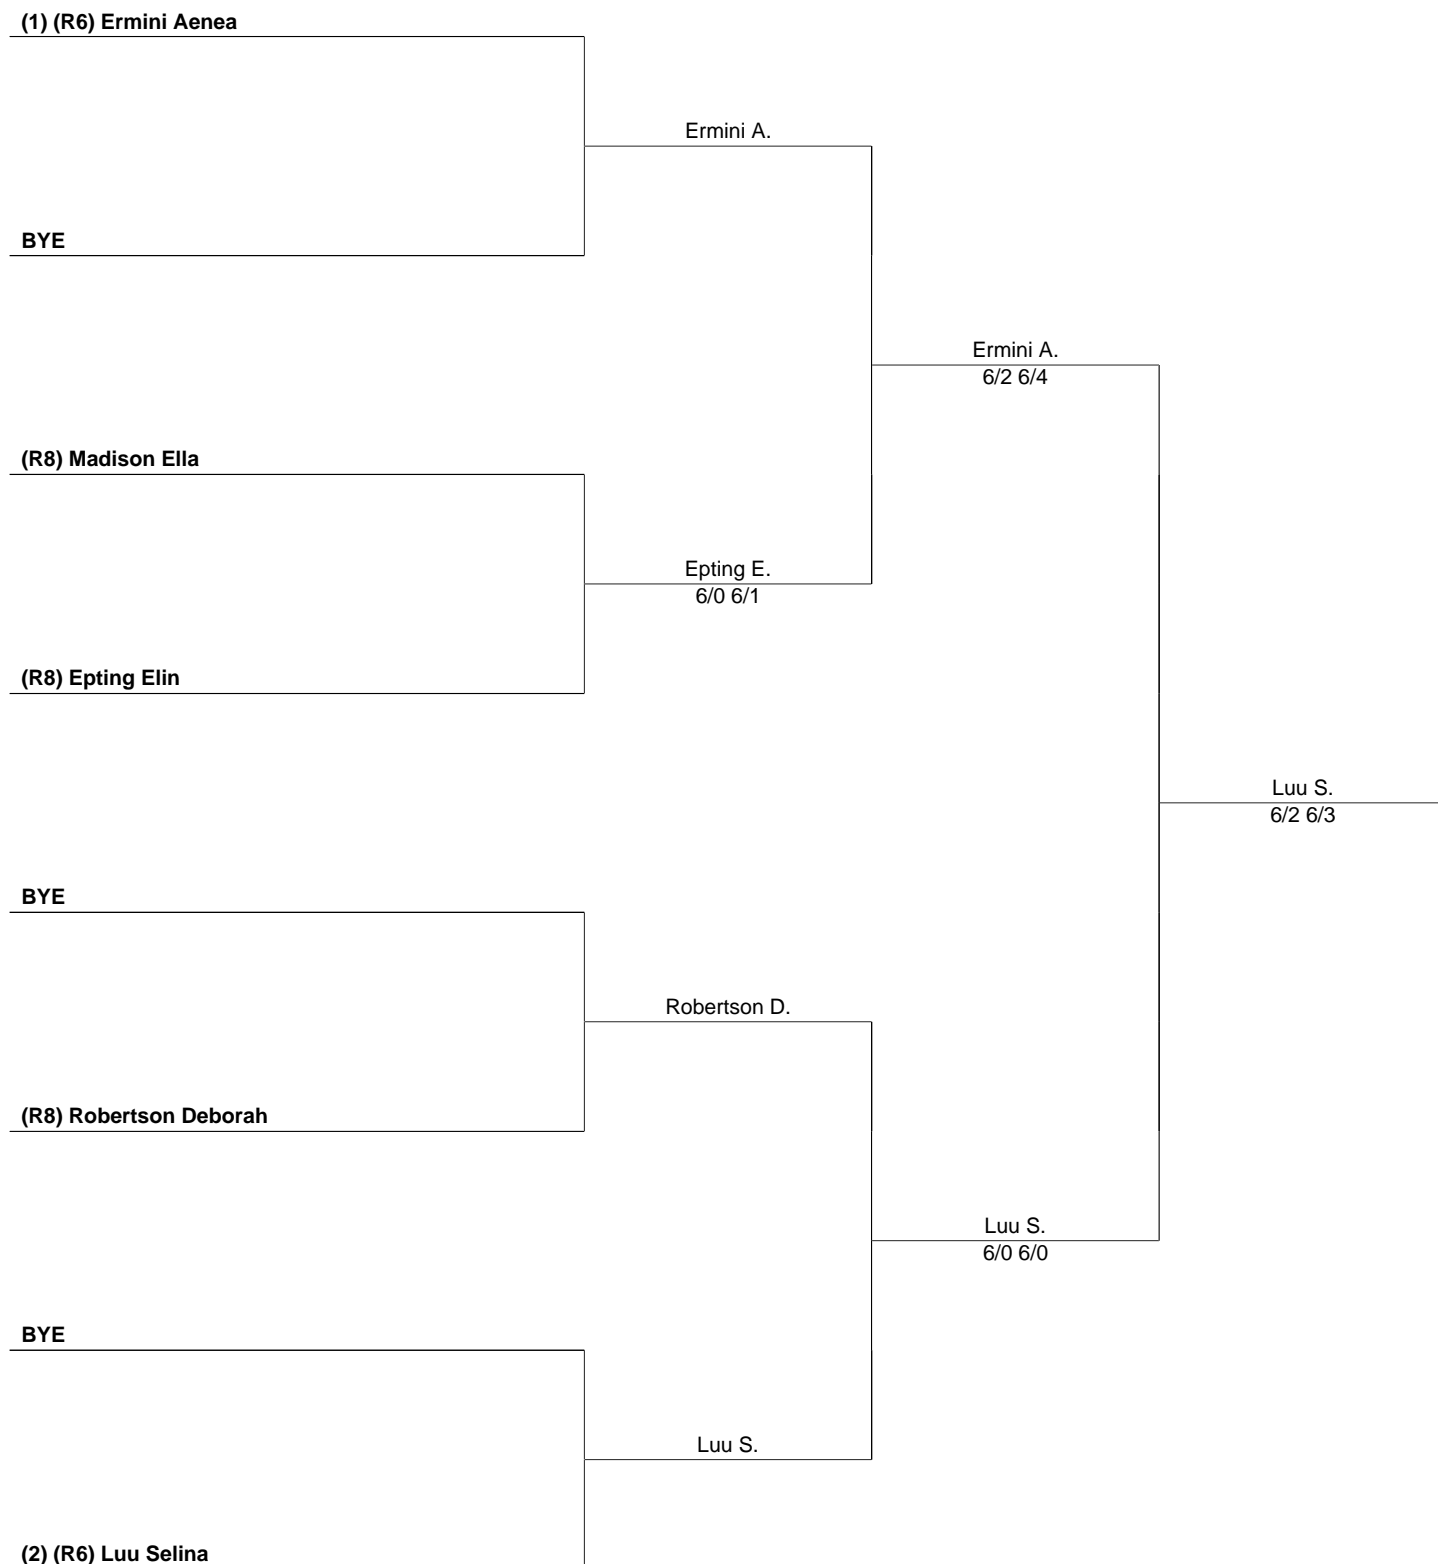 (1) (R6) Ermini Aenea
Ermini A.
BYE
Ermini A.
6/2 6/4
(R8) Madison Ella
Epting E.
6/0 6/1
(R8) Epting Elin
Luu S.
6/2 6/3
BYE
Robertson D.
(R8) Robertson Deborah
Luu S.
6/0 6/0
BYE
Luu S.
(2) (R6) Luu Selina